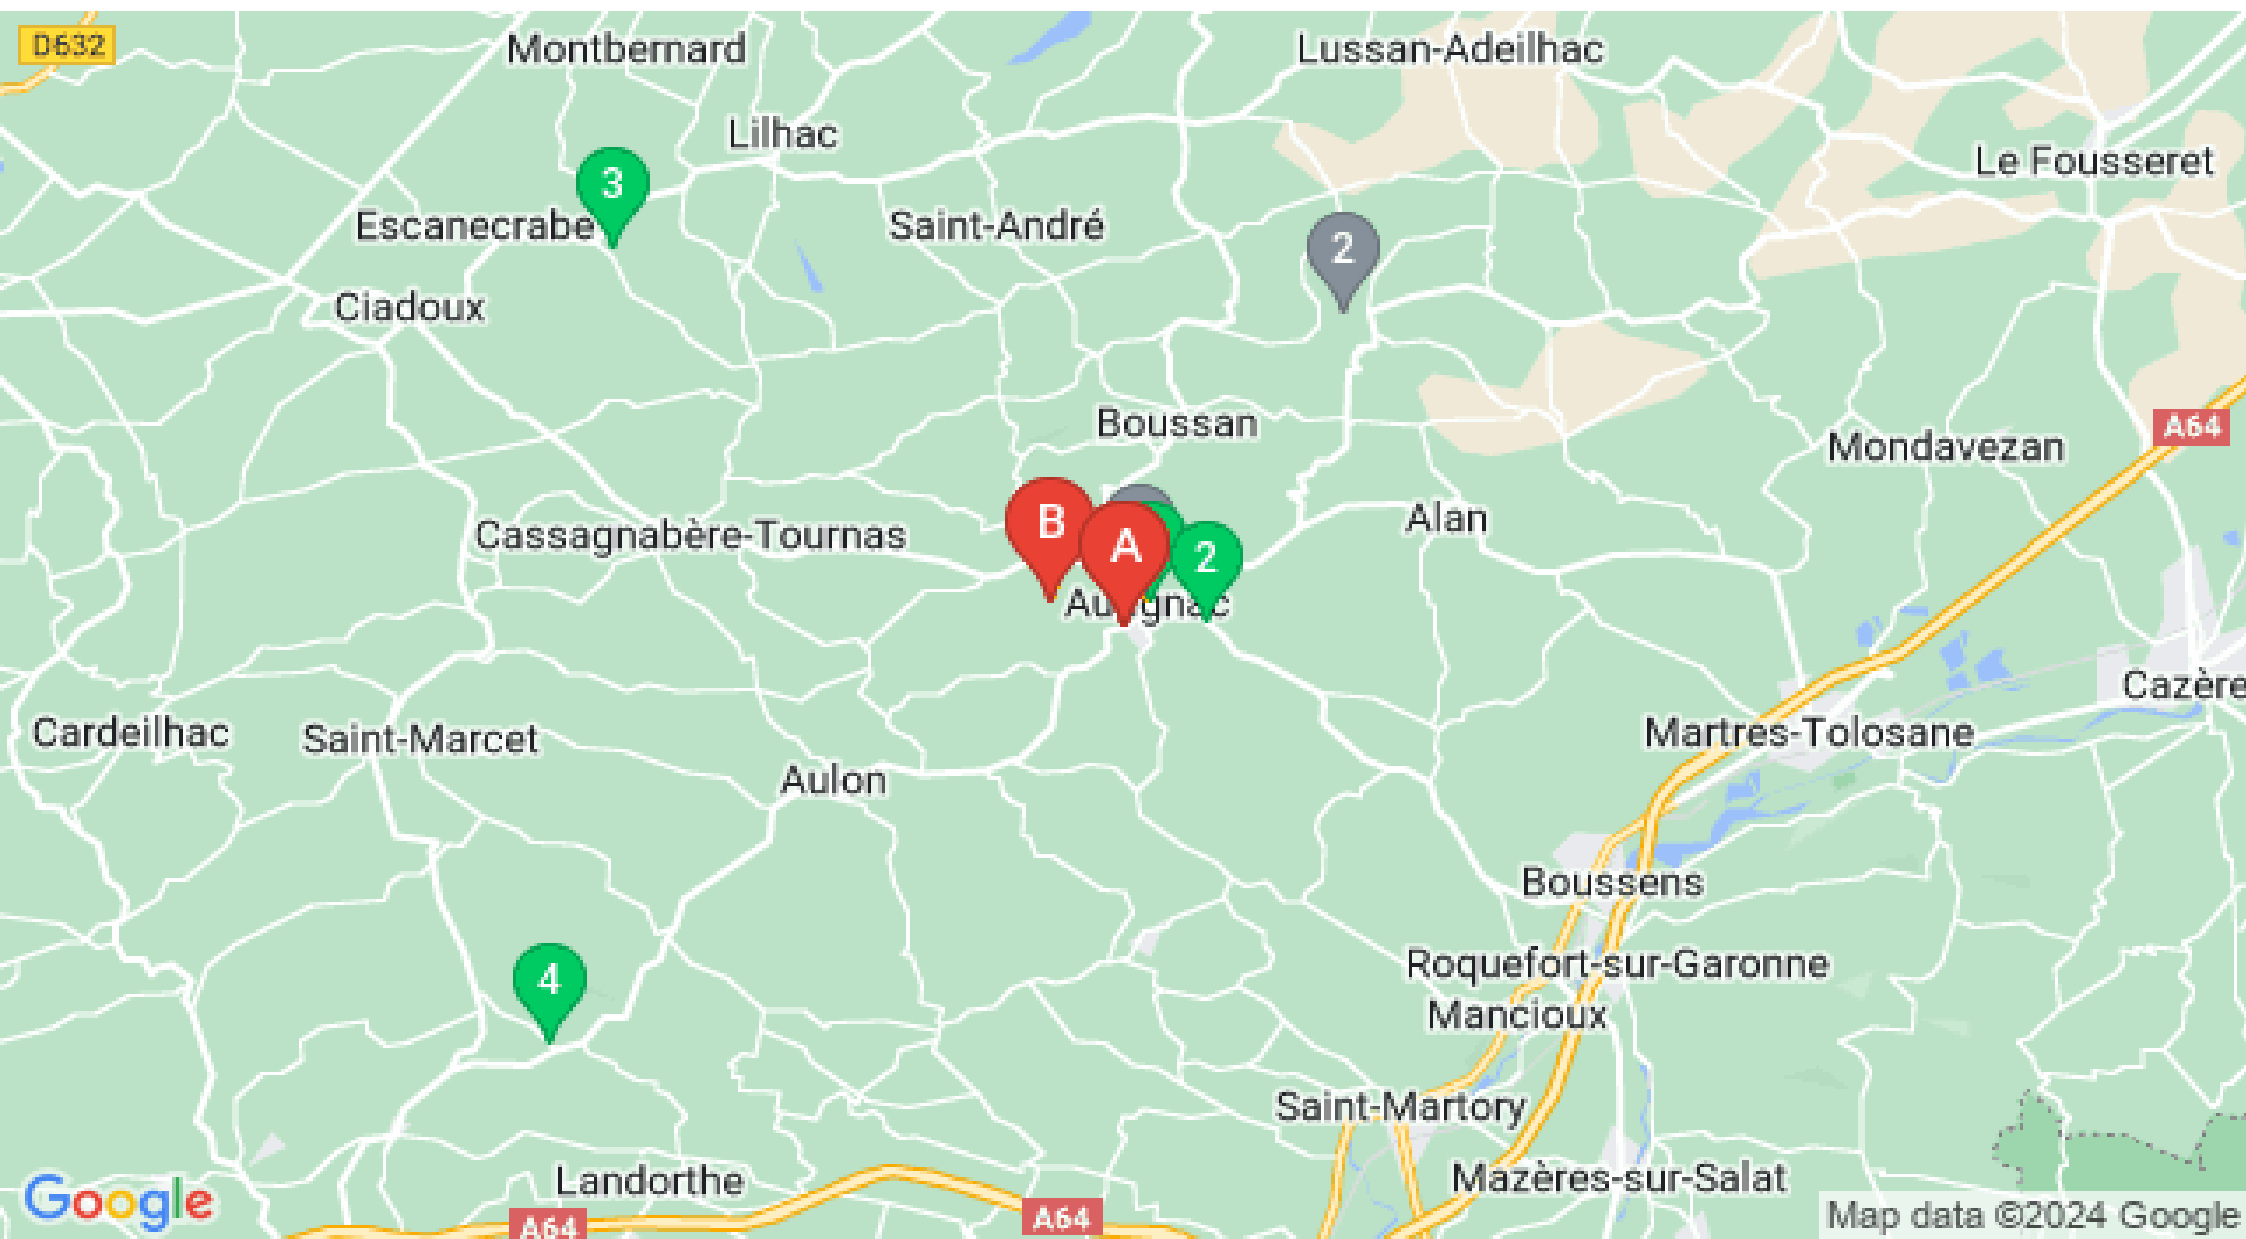 D632
Montbernard
Lussan-Adeilhac
Lilhac
Le Fousseret
3
Escanecrabe
Saint-André
2
Ciadoux
Boussan
A64
Mondavezan
B
Alan
Cassagnabère-Tournas
A
2
Cazère
Cardeilhac
Saint-Marcet
Martres-Tolosane
Aulon
Boussens
4
Roquefort-sur-Garonne
Mancioux
Saint-Martory
Landorthe
Mazères-sur-Salat
Google
A64
A64
Map data ©2024 Google